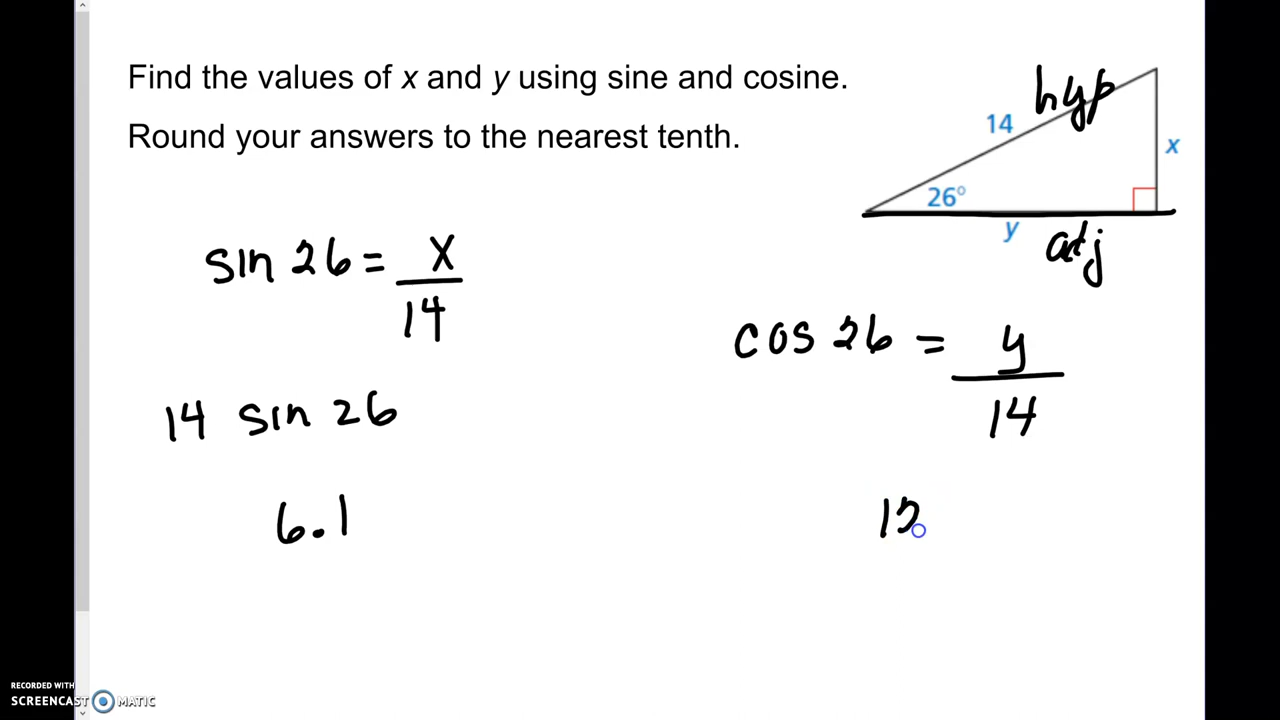 Find the values of x and y using sine and cosine.
Round your answers to the nearest tenth.
hyp
14
x
26°
y
adj
sin 26 = x
14
cos 26 = y
14
14 sin 26
6.1
12
RECORDED WITH
SCREENCAST MATIC